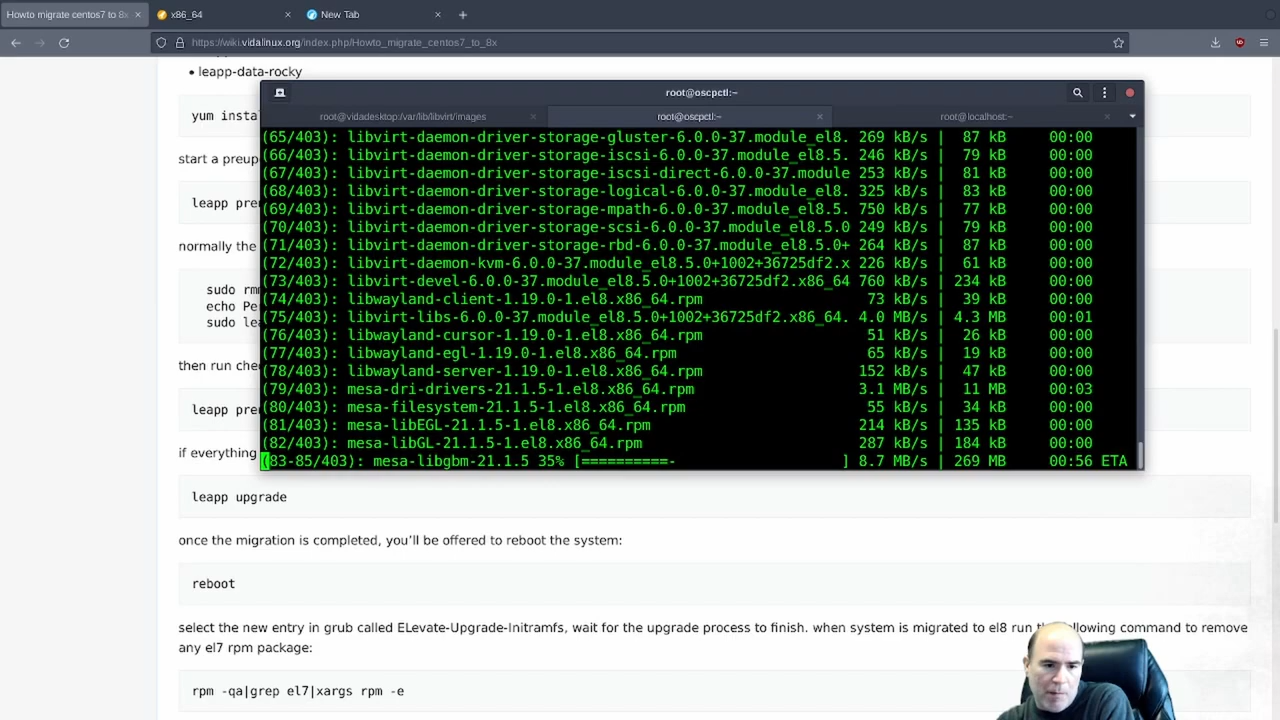 Howto migrate centos7 to 8x
x86_64
New Tab
https://wiki.vidalinux.org/index.php/Howto_migrate_centos7_to_8x
• leapp-data-rocky
root@oscpctl:~
yum instal
root@vidadesktop:/var/lib/libvirt/images
root@oscpctl:~
root@localhost:~
(65/403): libvirt-daemon-driver-storage-gluster-6.0.0-37.module_el8. 269 kB/s | 87 kB 00:00
(66/403): libvirt-daemon-driver-storage-iscsi-6.0.0-37.module_el8.5. 246 kB/s | 79 kB 00:00
start a preup
(67/403): libvirt-daemon-driver-storage-iscsi-direct-6.0.0-37.module 253 kB/s | 81 kB 00:00
(68/403): libvirt-daemon-driver-storage-logical-6.0.0-37.module_el8. 325 kB/s | 83 kB 00:00
leapp prer
(69/403): libvirt-daemon-driver-storage-mpath-6.0.0-37.module_el8.5. 750 kB/s | 77 kB 00:00
(70/403): libvirt-daemon-driver-storage-scsi-6.0.0-37.module_el8.5.0 249 kB/s | 79 kB 00:00
normally the
(71/403): libvirt-daemon-driver-storage-rbd-6.0.0-37.module_el8.5.0+ 264 kB/s | 87 kB 00:00
(72/403): libvirt-daemon-kvm-6.0.0-37.module_el8.5.0+1002+36725df2.x 226 kB/s | 61 kB 00:00
(73/403): libvirt-devel-6.0.0-37.module_el8.5.0+1002+36725df2.x86_64 760 kB/s | 234 kB 00:00
sudo rmm
(74/403): libwayland-client-1.19.0-1.el8.x86_64.rpm 73 kB/s | 39 kB 00:00
echo Pe
(75/403): libvirt-libs-6.0.0-37.module_el8.5.0+1002+36725df2.x86_64. 4.0 MB/s | 4.3 MB 00:01
sudo lea
(76/403): libwayland-cursor-1.19.0-1.el8.x86_64.rpm 51 kB/s | 26 kB 00:00
(77/403): libwayland-egl-1.19.0-1.el8.x86_64.rpm 65 kB/s | 19 kB 00:00
then run che
(78/403): libwayland-server-1.19.0-1.el8.x86_64.rpm 152 kB/s | 47 kB 00:00
(79/403): mesa-dri-drivers-21.1.5-1.el8.x86_64.rpm 3.1 MB/s | 11 MB 00:03
leapp prer
(80/403): mesa-filesystem-21.1.5-1.el8.x86_64.rpm 55 kB/s | 34 kB 00:00
(81/403): mesa-libEGL-21.1.5-1.el8.x86_64.rpm 214 kB/s | 135 kB 00:00
(82/403): mesa-libGL-21.1.5-1.el8.x86_64.rpm 287 kB/s | 184 kB 00:00
if everything
(83-85/403): mesa-libgbm-21.1.5 35% [==========- ] 8.7 MB/s | 269 MB 00:56 ETA
leapp upgrade
once the migration is completed, you'll be offered to reboot the system:
reboot
select the new entry in grub called ELevate-Upgrade-Initramfs, wait for the upgrade process to finish. when system is migrated to el8 run the following command to remove
any el7 rpm package:
rpm -qa|grep el7|xargs rpm -e